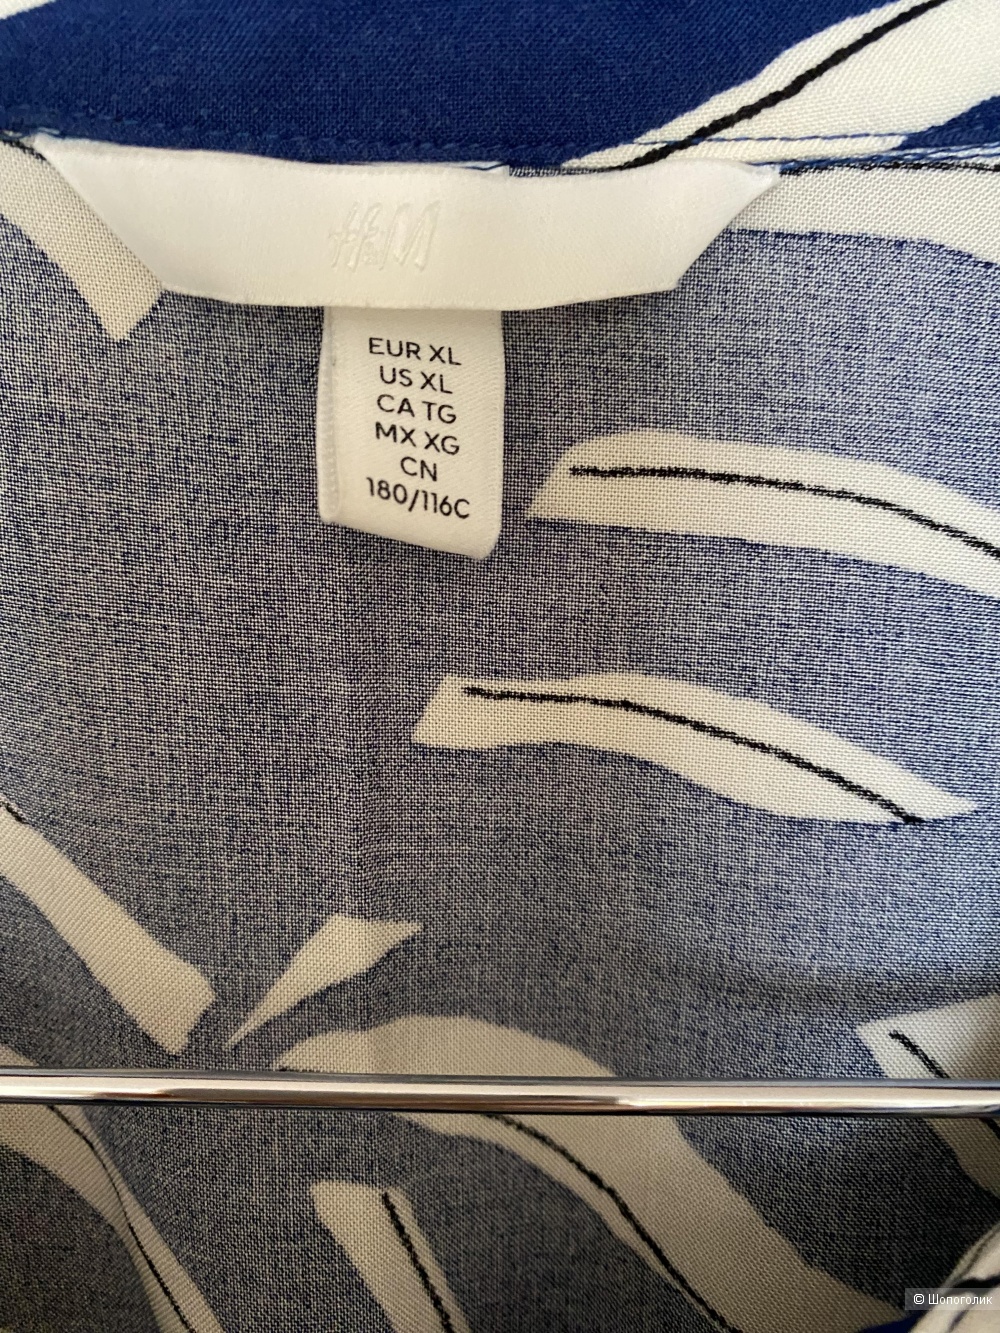 H&M
EUR XL
US XL
CA TG
MX XG
CN
180/116C
© Шопоголик